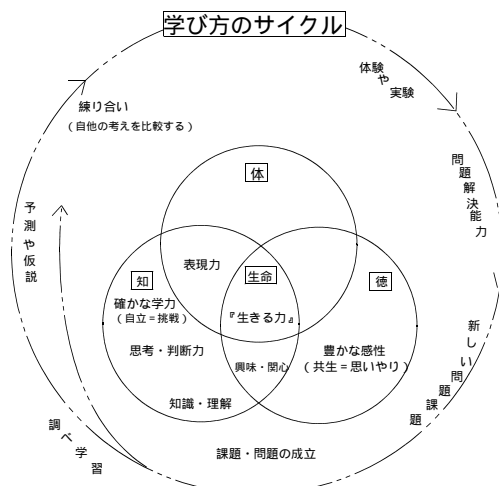 学び方のサイクル
体験や実験
練り合い
（自他の考えを比較する）
問題解決能力
体
予測や仮説
表現力
知
生命
徳
確かな学力
（自立＝挑戦）
『生きる力』
思考・判断力
豊かな感性
（共生＝思いやり）
興味・関心
新しい問題課題
知識・理解
調べ学習
課題・問題の成立